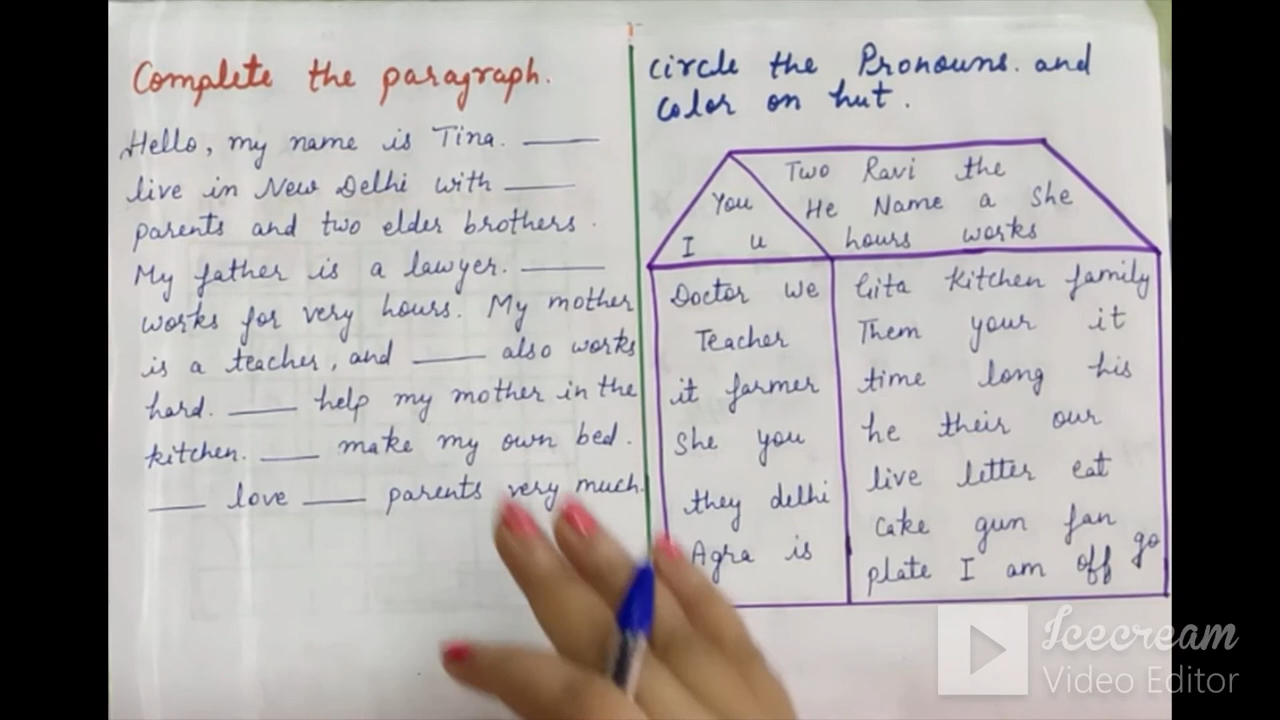 Complete the paragraph.
Hello, my name is Tina. ____
live in New Delhi with ____
parents and two elder brothers.
My father is a lawyer. ____
works for very hours. My mother
is a teacher, and ____ also works
hard. ____ help my mother in the
kitchen. ____ make my own bed.
____ love ____ parents very much.
circle the Pronouns. and
color on hut.
You
I u
Two Ravi the
He Name a She
hours works
Doctor we
Teacher
it farmer
She you
they delhi
Agra is
Gita kitchen family
Them your it
time long his
he their our
live letter eat
cake gun fan
plate I am off go
Icecream
Video Editor